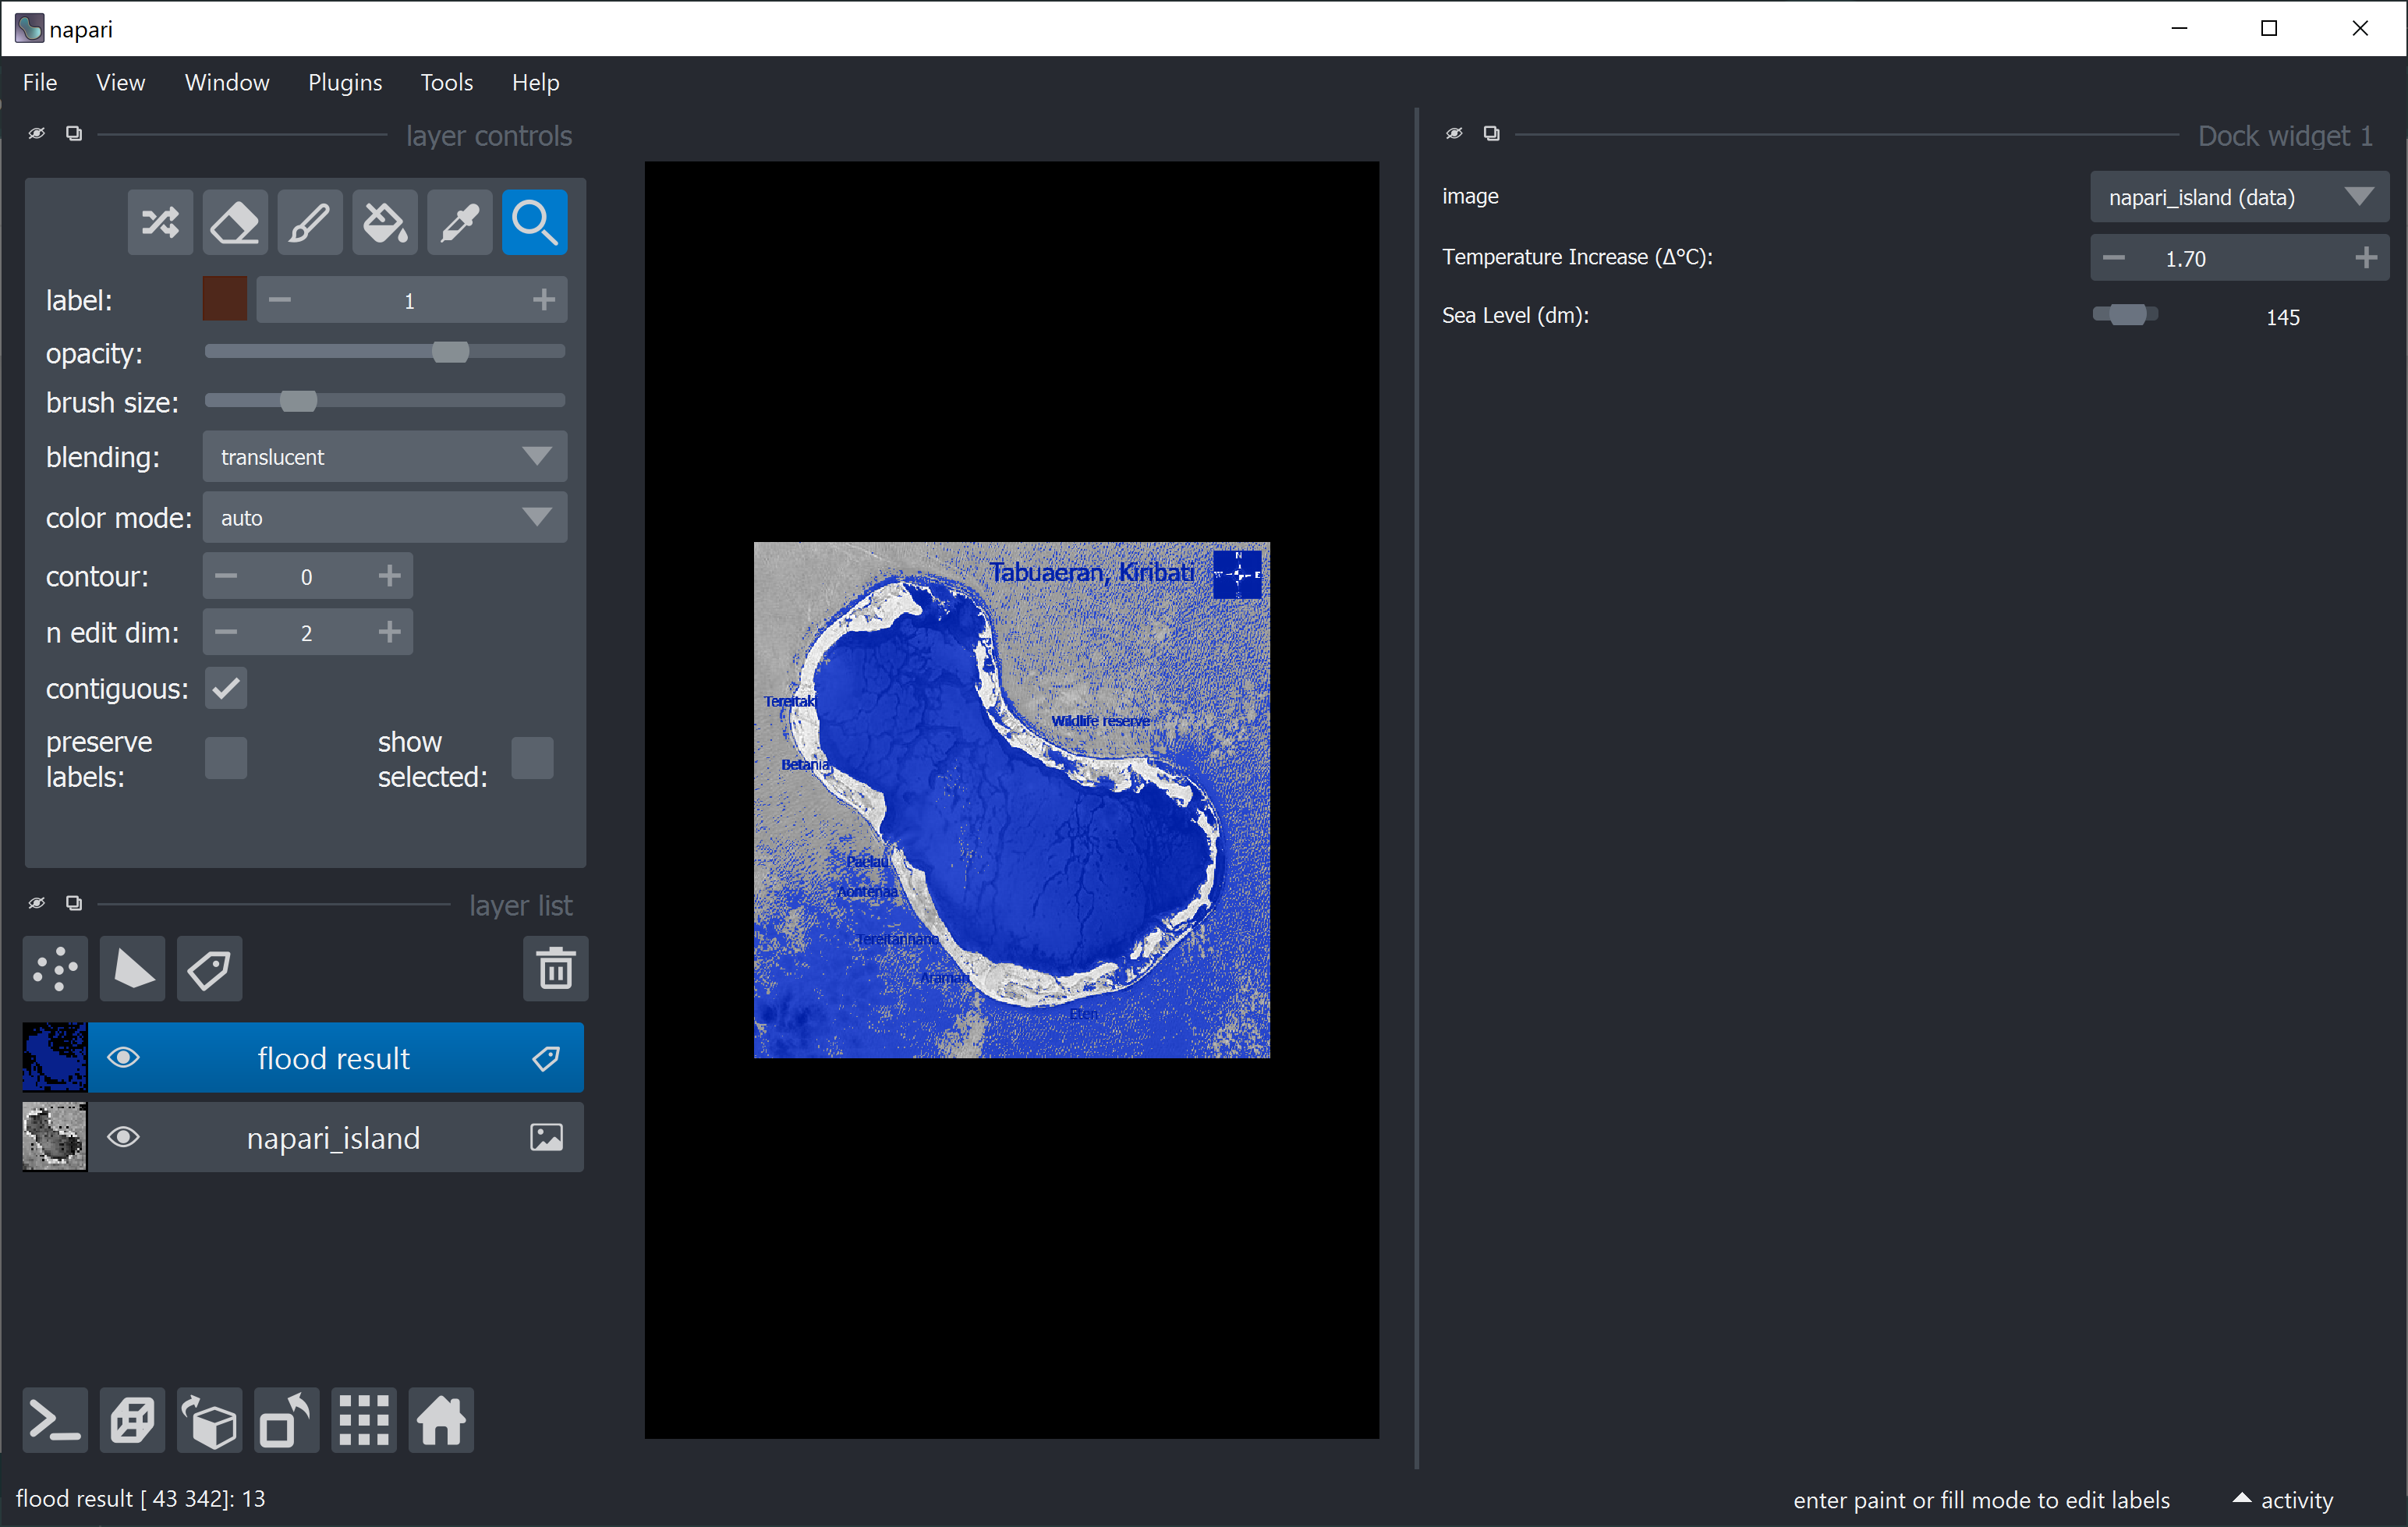 napari
File View Window Plugins Tools Help
layer controls
label: 1
opacity:
brush size:
blending: translucent
color mode: auto
contour: 0
n edit dim: 2
contiguous:
preserve labels:
show selected:
layer list
flood result
napari_island
flood result [ 43 342]: 13
Tabuaeran, Kiribati
N
E
Tereitaki
Wildlife reserve
Betania
Paelau
Aontenaa
Tereitannano
Aramari
Eten
Dock widget 1
image napari_island (data)
Temperature Increase (Δ°C): 1.70
Sea Level (dm): 145
enter paint or fill mode to edit labels
activity